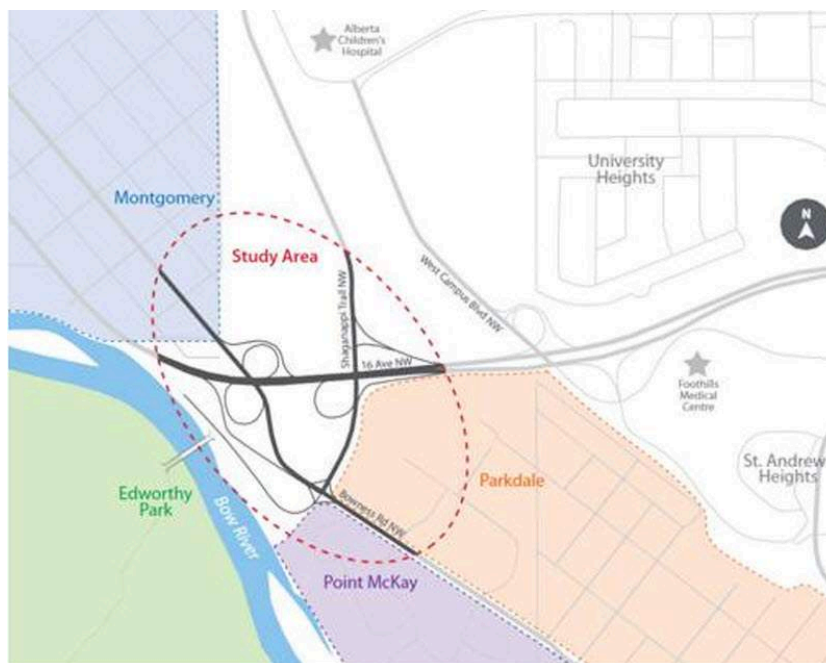 Alberta
Children's
Hospital
University
Heights
Montgomery
N
Study Area
Shaganappi Trail NW
West Campus Blvd NW
16 Ave NW
Foothills
Medical
Centre
St. Andrew
Heights
Parkdale
Edworthy
Park
Bow River
Bowness Rd NW
Point McKay